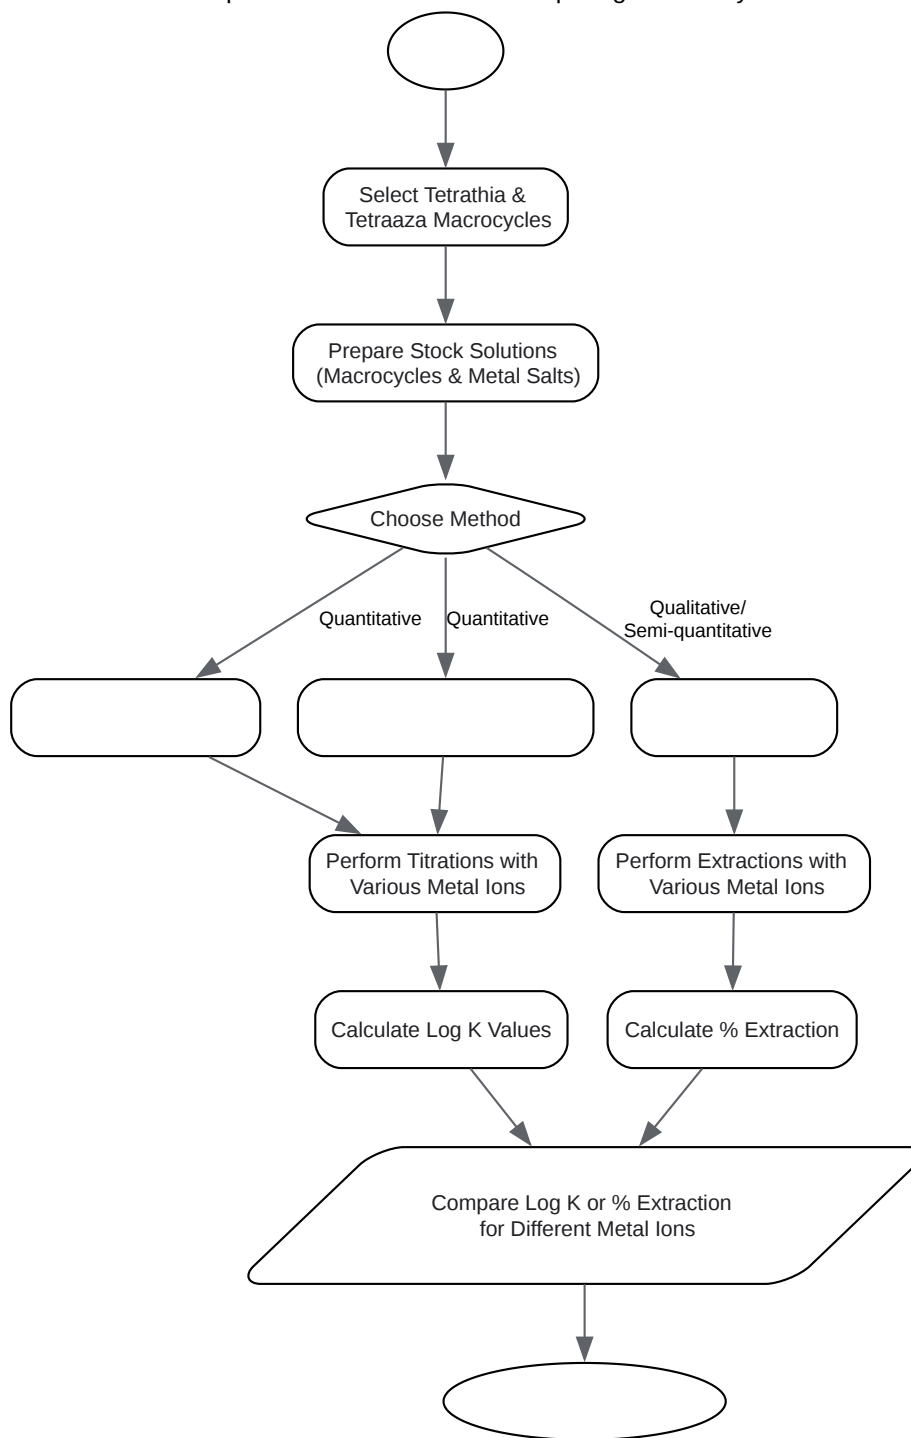 Select Tetrathia &
Tetraaza Macrocycles
Prepare Stock Solutions
(Macrocycles & Metal Salts)
Choose Method
Quantitative
Quantitative
Qualitative/
Semi-quantitative
Perform Titrations with
Various Metal Ions
Perform Extractions with
Various Metal Ions
Calculate Log K Values
Calculate % Extraction
Compare Log K or % Extraction
for Different Metal Ions